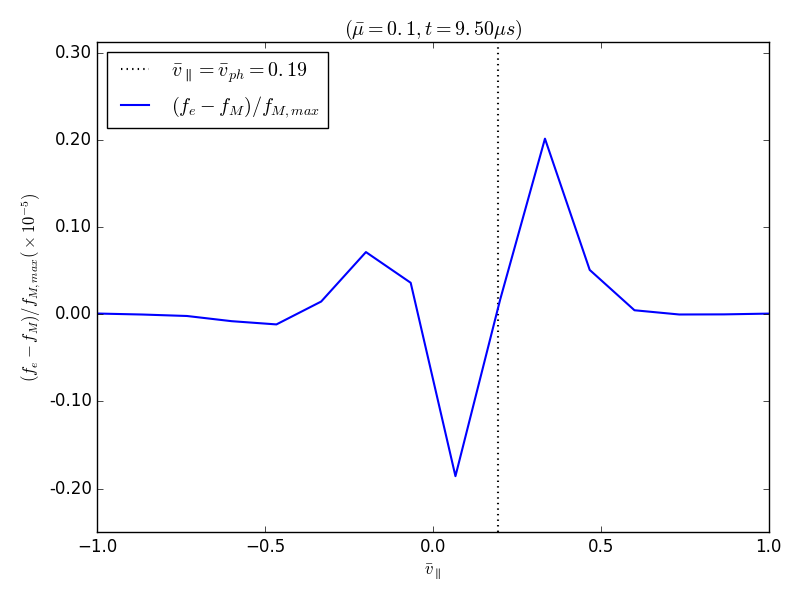 (μ̄ = 0.1, t = 9.50μs)
v̄∥ = v̄ph = 0.19
(fe − fM)/fM,max
0.30
0.20
0.10
0.00
-0.10
-0.20
(fe − fM)/fM,max(×10⁻⁵)
−1.0 −0.5 0.0 0.5 1.0
v̄∥